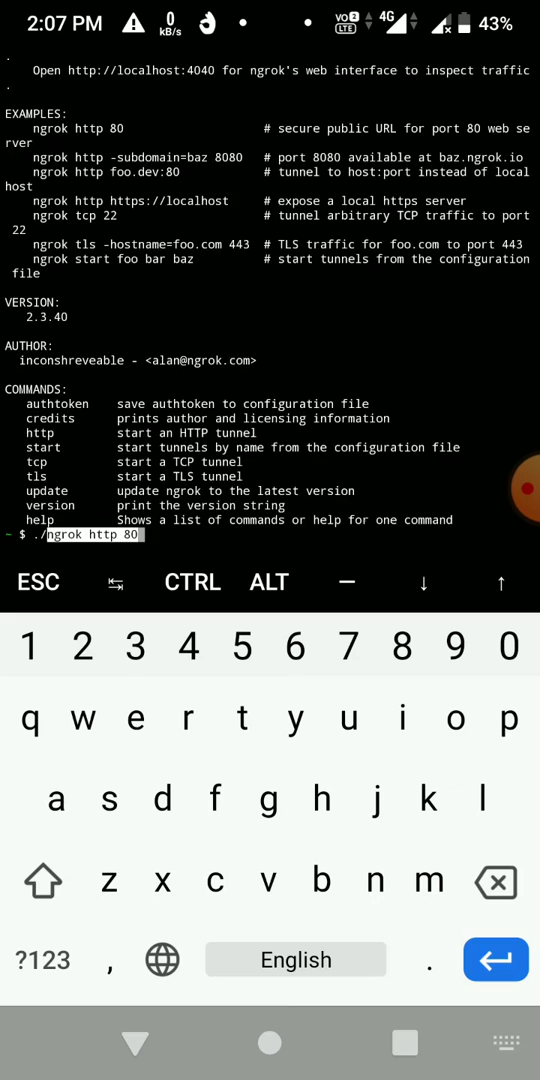 2:07 PM 0 kB/s VO 2 LTE 4G 43%
.
Open http://localhost:4040 for ngrok's web interface to inspect traffic
.
EXAMPLES:
ngrok http 80 # secure public URL for port 80 web se
rver
ngrok http -subdomain=baz 8080 # port 8080 available at baz.ngrok.io
ngrok http foo.dev:80 # tunnel to host:port instead of local
host
ngrok http https://localhost # expose a local https server
ngrok tcp 22 # tunnel arbitrary TCP traffic to port
22
ngrok tls -hostname=foo.com 443 # TLS traffic for foo.com to port 443
ngrok start foo bar baz # start tunnels from the configuration
file
VERSION:
2.3.40
AUTHOR:
inconshreveable - <alan@ngrok.com>
COMMANDS:
authtoken save authtoken to configuration file
credits prints author and licensing information
http start an HTTP tunnel
start start tunnels by name from the configuration file
tcp start a TCP tunnel
tls start a TLS tunnel
update update ngrok to the latest version
version print the version string
help Shows a list of commands or help for one command
~ $ ./ngrok http 80
ESC ↹ CTRL ALT — ↓ ↑
1 2 3 4 5 6 7 8 9 0
q w e r t y u i o p
a s d f g h j k l
z x c v b n m
?123 , English .